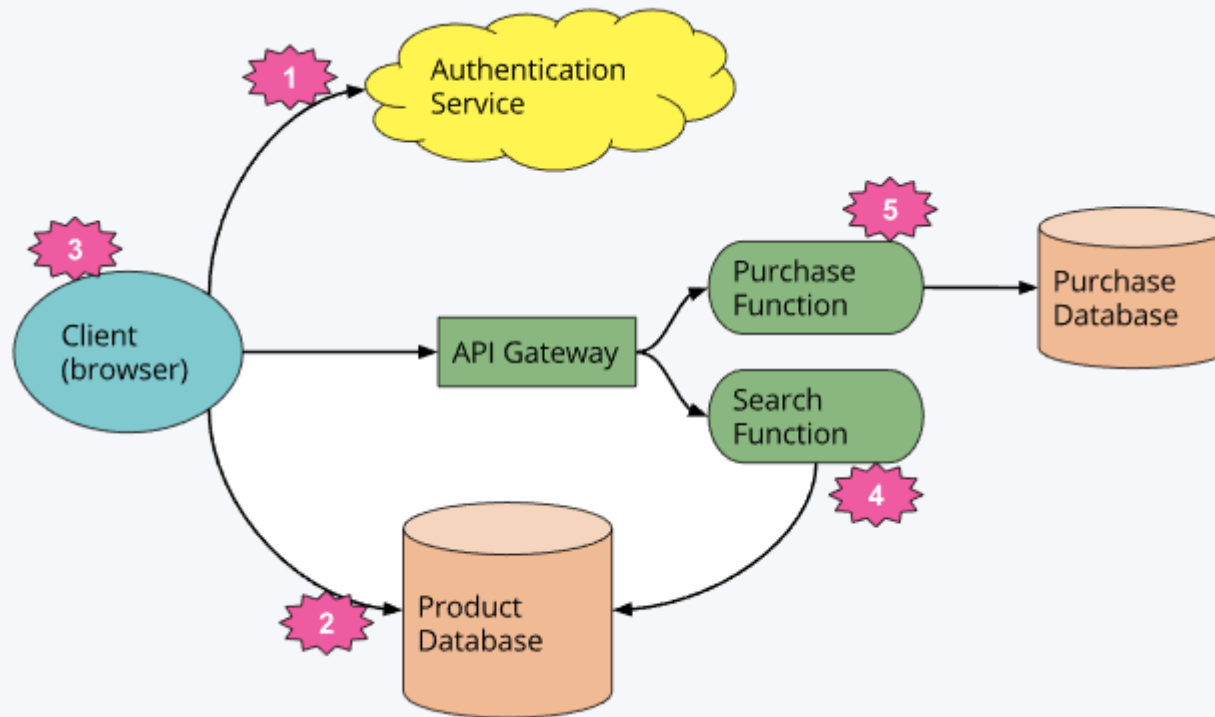 1
Authentication
Service
3
5
Client
(browser)
API Gateway
Purchase
Function
Purchase
Database
Search
Function
4
2
Product
Database